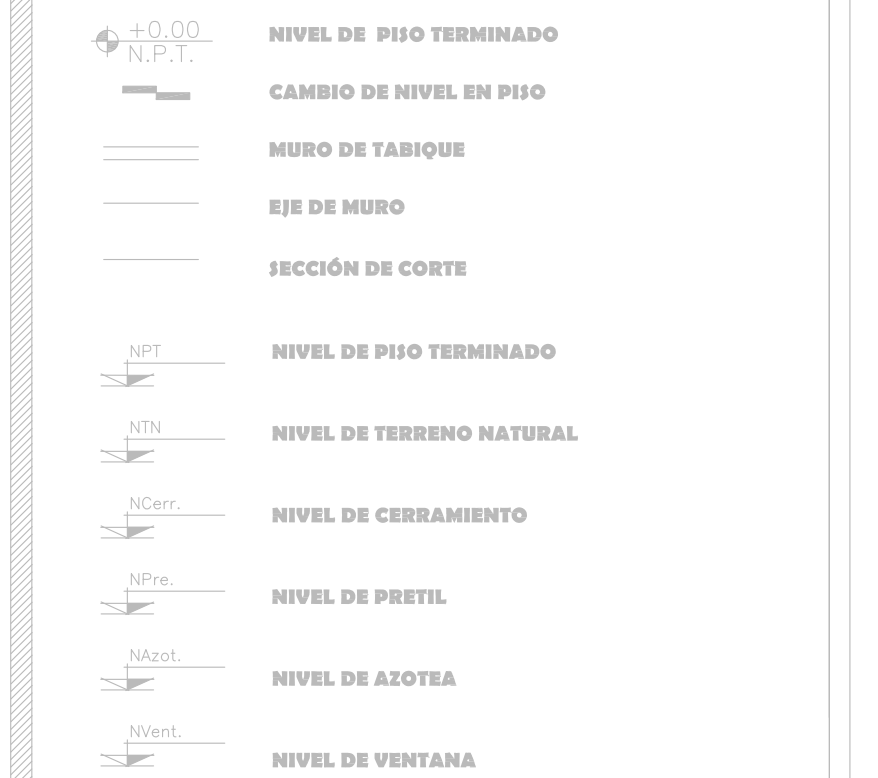 +0.00 NIVEL DE PISO TERMINADO
N.P.T.
CAMBIO DE NIVEL EN PISO
MURO DE TABIQUE
EJE DE MURO
SECCIÓN DE CORTE
NPT NIVEL DE PISO TERMINADO
NTN NIVEL DE TERRENO NATURAL
NCerr. NIVEL DE CERRAMIENTO
NPre. NIVEL DE PRETIL
NAzot. NIVEL DE AZOTEA
NVent. NIVEL DE VENTANA